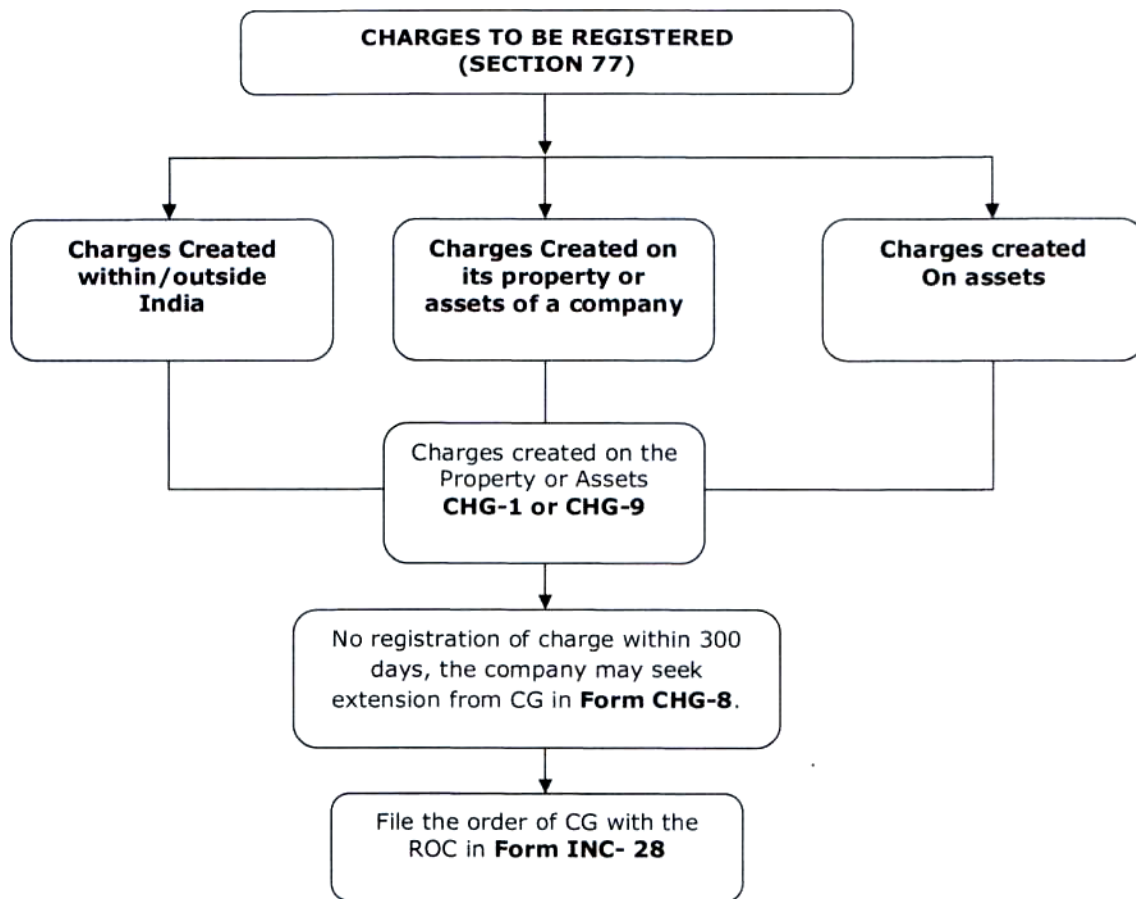 CHARGES TO BE REGISTERED
(SECTION 77)
Charges Created
within/outside
India
Charges Created on
its property or
assets of a company
Charges created
On assets
Charges created on the
Property or Assets
CHG-1 or CHG-9
No registration of charge within 300
days, the company may seek
extension from CG in Form CHG-8.
File the order of CG with the
ROC in Form INC- 28